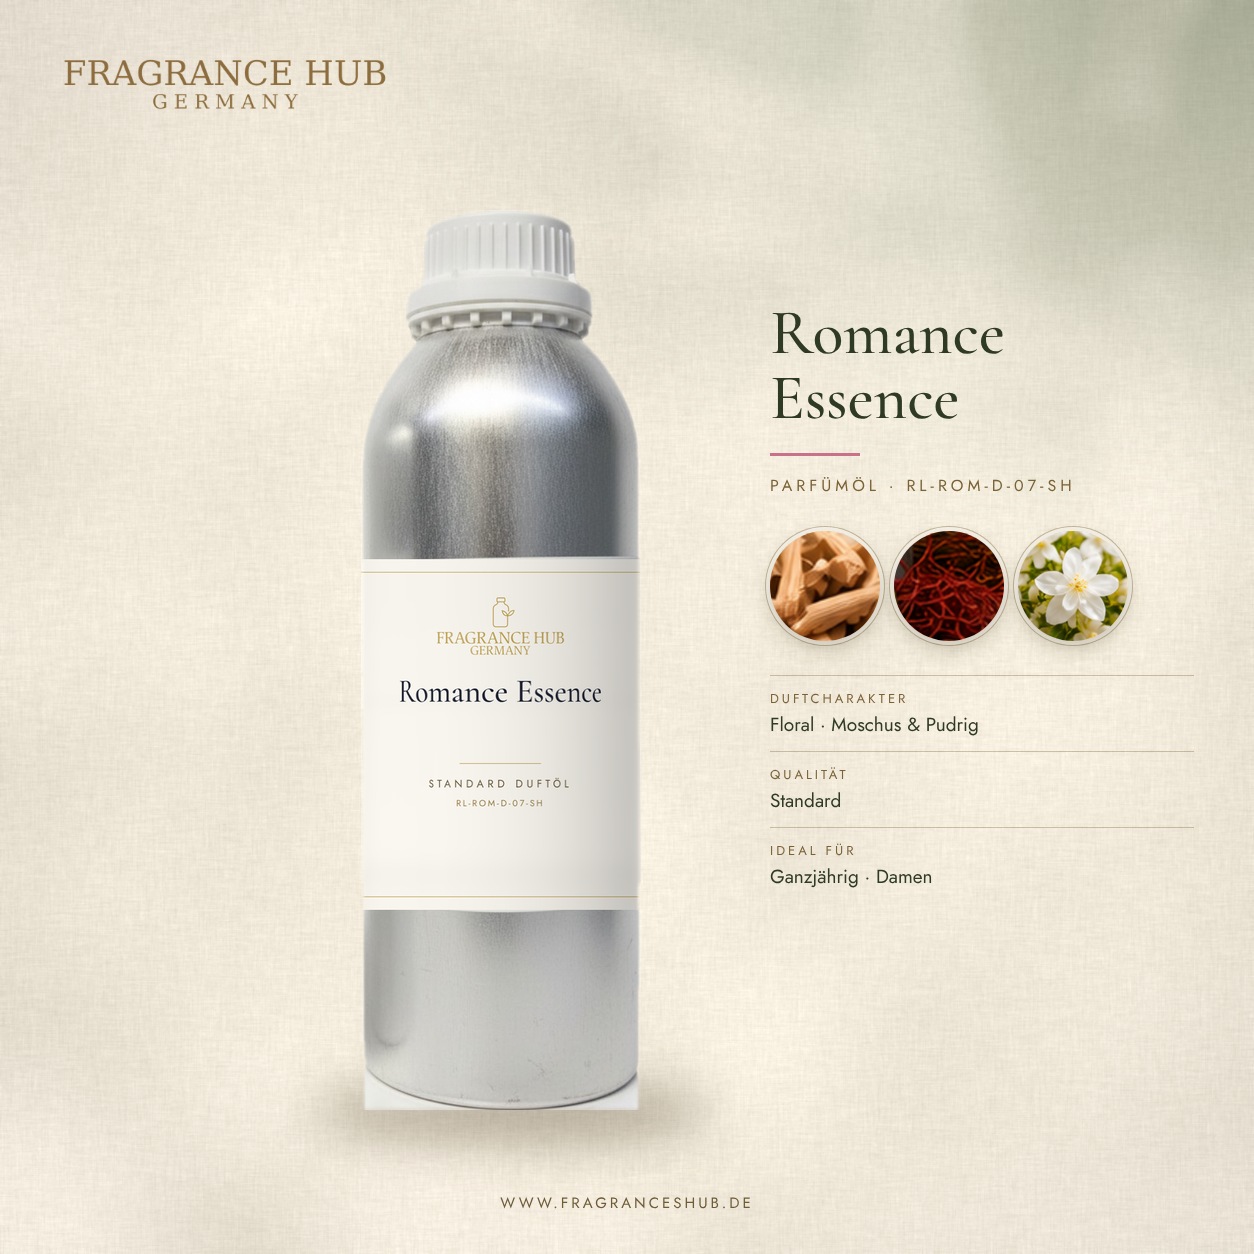 FRAGRANCE HUB
GERMANY
Romance
Essence
PARFÜMÖL · RL-ROM-D-07-SH
DUFTCHARAKTER
Floral · Moschus & Pudrig
QUALITÄT
Standard
IDEAL FÜR
Ganzjährig · Damen
FRAGRANCE HUB
GERMANY
Romance Essence
STANDARD DUFTÖL
RL-ROM-D-07-SH
WWW.FRAGRANCESHUB.DE